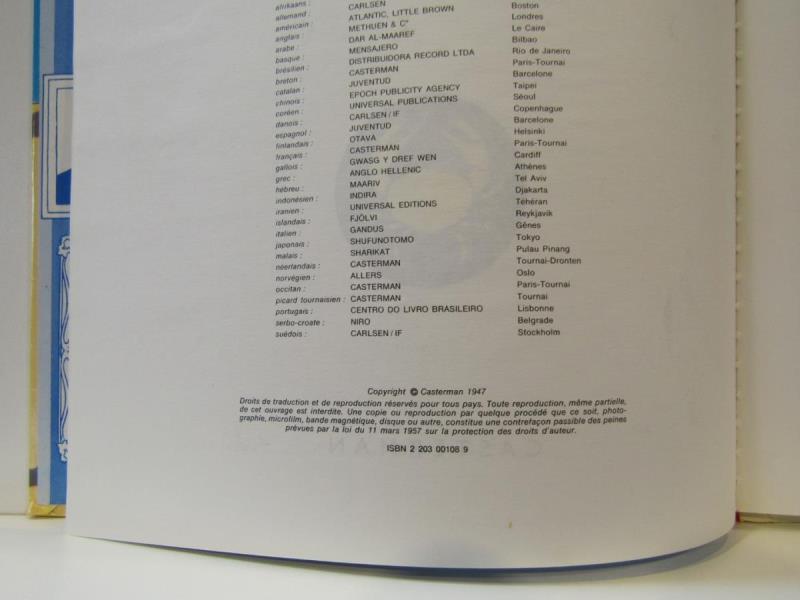 afrikaans :
allemand : CARLSEN
américain : ATLANTIC, LITTLE BROWN Boston
anglais : METHUEN & Cº Londres
arabe : DAR AL-MAAREF Le Caire
basque : MENSAJERO Bilbao
brésilien : DISTRIBUIDORA RECORD LTDA Rio de Janeiro
breton : CASTERMAN Paris-Tournai
catalan : JUVENTUD Barcelone
chinois : EPOCH PUBLICITY AGENCY Taipei
coréen : UNIVERSAL PUBLICATIONS Séoul
danois : CARLSEN / IF Copenhague
espagnol : JUVENTUD Barcelone
finlandais : OTAVA Helsinki
français : CASTERMAN Paris-Tournai
gallois : GWASG Y DREF WEN Cardiff
grec : ANGLO HELLENIC Athènes
hébreu : MAARIV Tel Aviv
indonésien : INDIRA Djakarta
iranien : UNIVERSAL EDITIONS Téhéran
islandais : FJÖLVI Reykjavik
italien : GANDUS Gênes
japonais : SHUFUNOTOMO Tokyo
malais : SHARIKAT Pulau Pinang
néerlandais : CASTERMAN Tournai-Dronten
norvégien : ALLERS Oslo
occitan : CASTERMAN Paris-Tournai
picard tournaisien : CASTERMAN Tournai
portugais : CENTRO DO LIVRO BRASILEIRO Lisbonne
serbo-croate : NIRO Belgrade
suédois : CARLSEN / IF Stockholm
Copyright © Casterman 1947
Droits de traduction et de reproduction réservés pour tous pays. Toute reproduction, même partielle,
de cet ouvrage est interdite. Une copie ou reproduction par quelque procédé que ce soit, photo-
graphie, microfilm, bande magnétique, disque ou autre, constitue une contrefaçon passible des peines
prévues par la loi du 11 mars 1957 sur la protection des droits d'auteur.
ISBN 2 203 00108 9